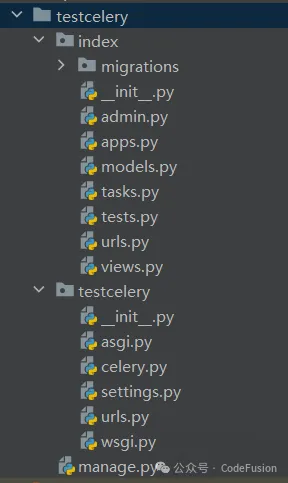 testcelery
index
migrations
__init__.py
admin.py
apps.py
models.py
tasks.py
tests.py
urls.py
views.py
testcelery
__init__.py
asgi.py
celery.py
settings.py
urls.py
wsgi.py
manage.py 公众号 · CodeFusion